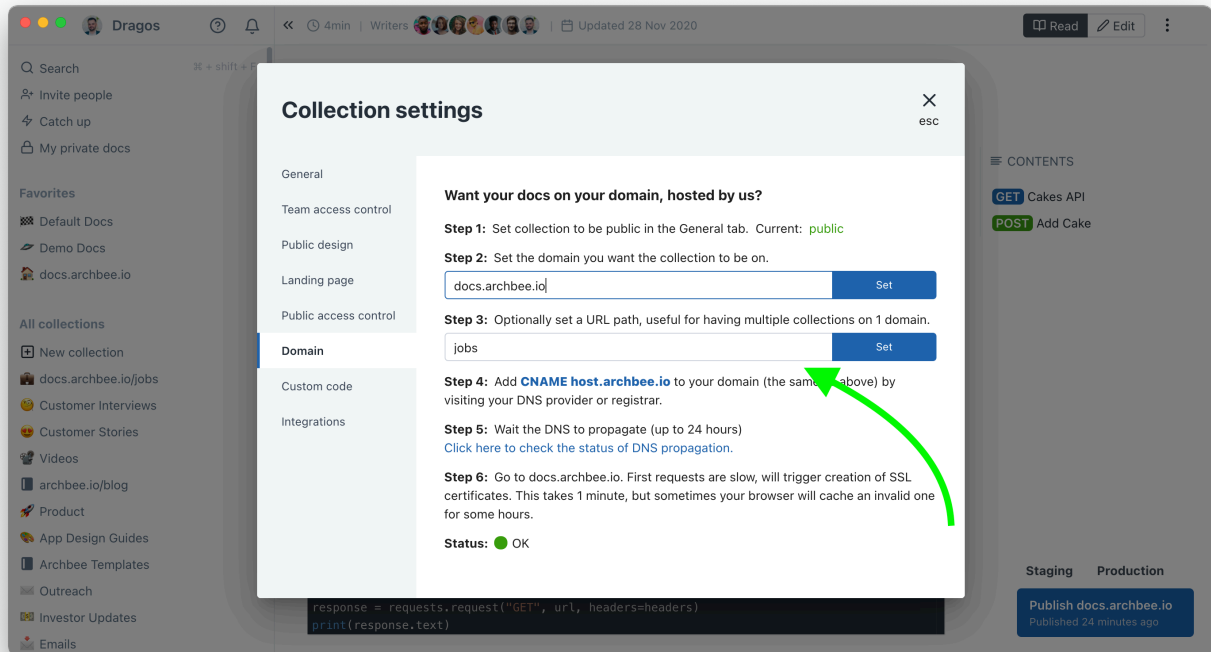 Dragos
4min | Writers | Updated 28 Nov 2020
Read
Edit
Search ⌘ + shift + F
Invite people
Catch up
My private docs
Favorites
Default Docs
Demo Docs
docs.archbee.io
All collections
New collection
docs.archbee.io/jobs
Customer Interviews
Customer Stories
Videos
archbee.io/blog
Product
App Design Guides
Archbee Templates
Outreach
Investor Updates
Emails
Collection settings
esc
General
Team access control
Public design
Landing page
Public access control
Domain
Custom code
Integrations
Want your docs on your domain, hosted by us?
Step 1: Set collection to be public in the General tab. Current: public
Step 2: Set the domain you want the collection to be on.
docs.archbee.io Set
Step 3: Optionally set a URL path, useful for having multiple collections on 1 domain.
jobs Set
Step 4: Add CNAME host.archbee.io to your domain (the same above) by
visiting your DNS provider or registrar.
Step 5: Wait the DNS to propagate (up to 24 hours)
Click here to check the status of DNS propagation.
Step 6: Go to docs.archbee.io. First requests are slow, will trigger creation of SSL
certificates. This takes 1 minute, but sometimes your browser will cache an invalid one
for some hours.
Status: OK
response = requests.request("GET", url, headers=headers)
print(response.text)
CONTENTS
GET Cakes API
POST Add Cake
Staging Production
Publish docs.archbee.io
Published 24 minutes ago